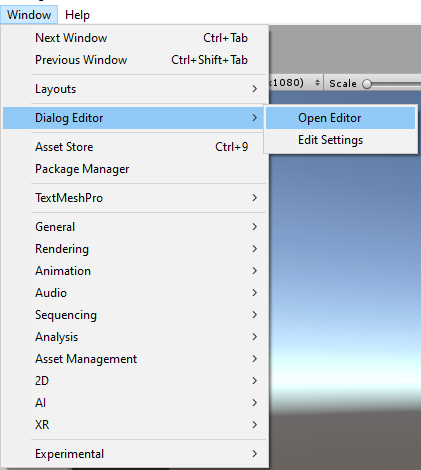 Window Help
Next Window Ctrl+Tab
Previous Window Ctrl+Shift+Tab
x1080) Scale
Layouts
Dialog Editor
Open Editor
Asset Store Ctrl+9
Edit Settings
Package Manager
TextMeshPro
General
Rendering
Animation
Audio
Sequencing
Analysis
Asset Management
2D
AI
XR
Experimental